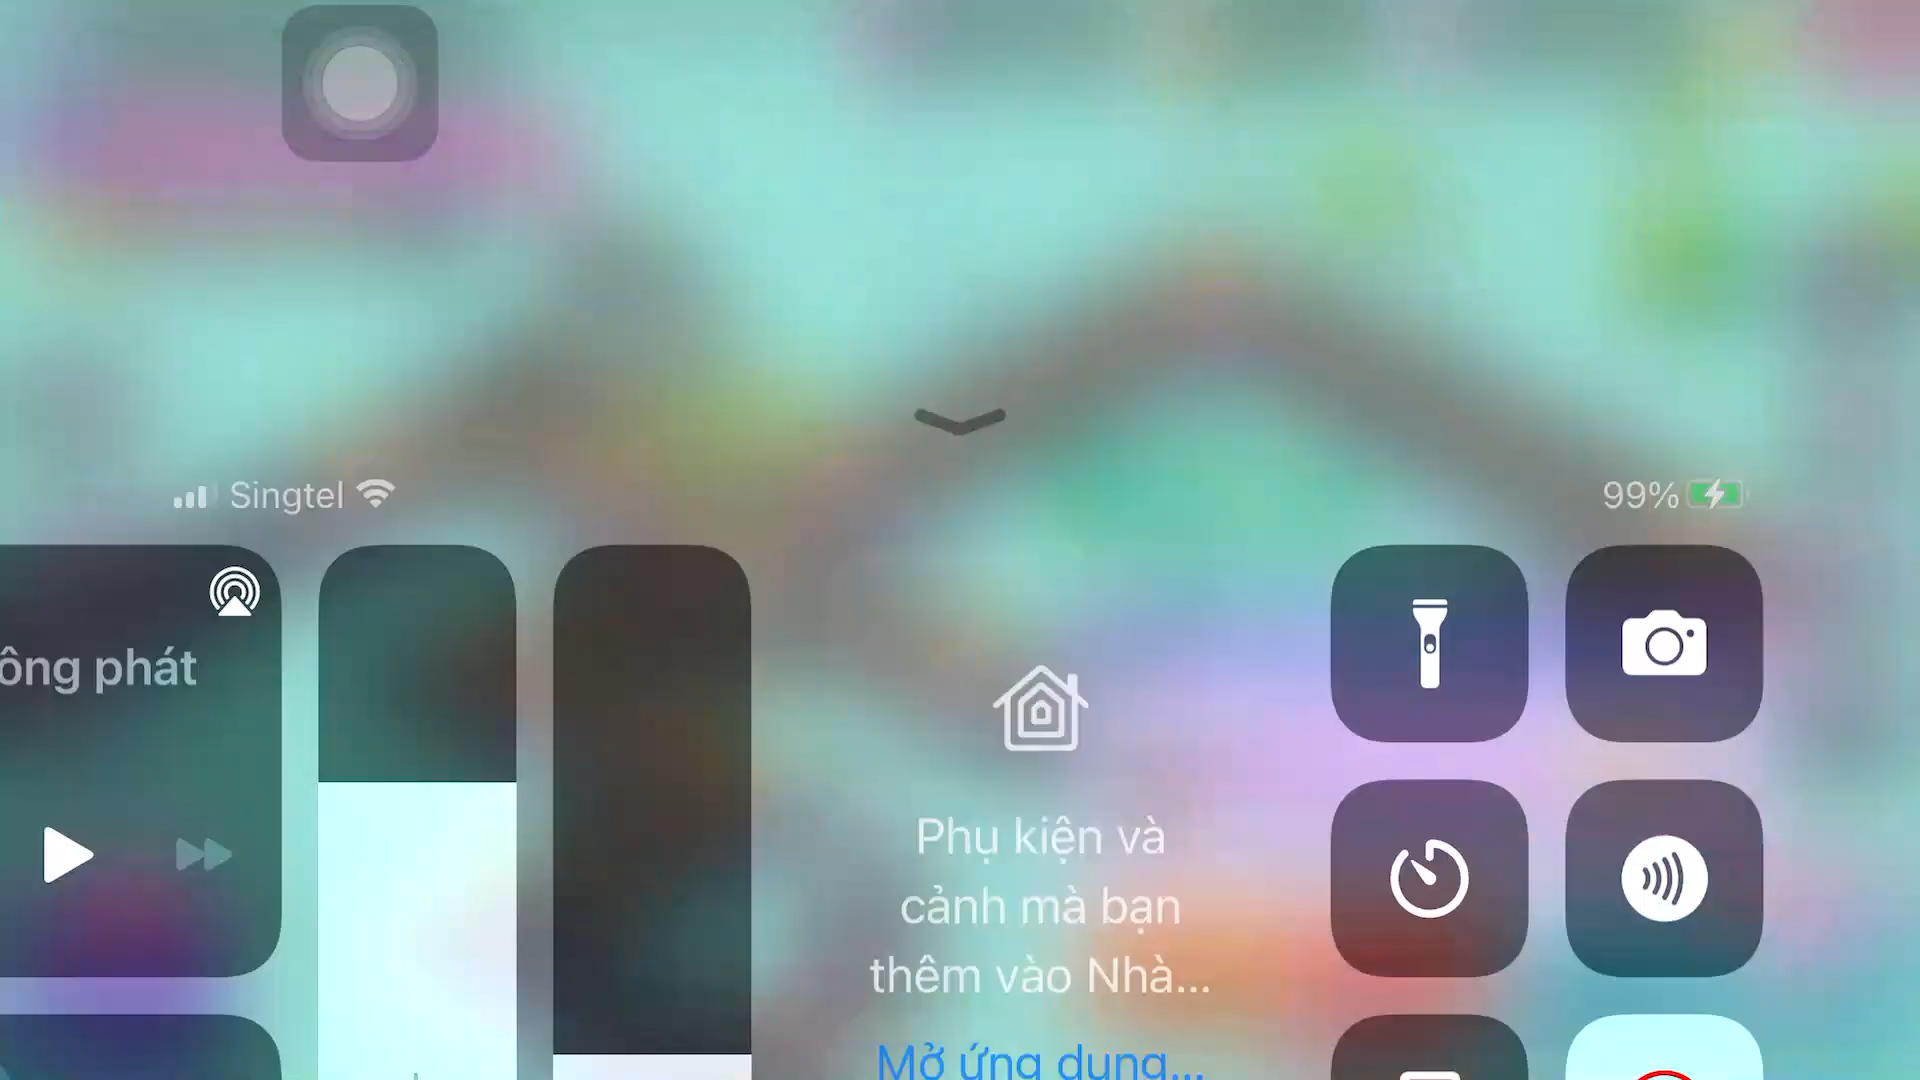 Singtel
99%
ông phát
Phụ kiện và
cảnh mà bạn
thêm vào Nhà...
Mở ứng dụng...